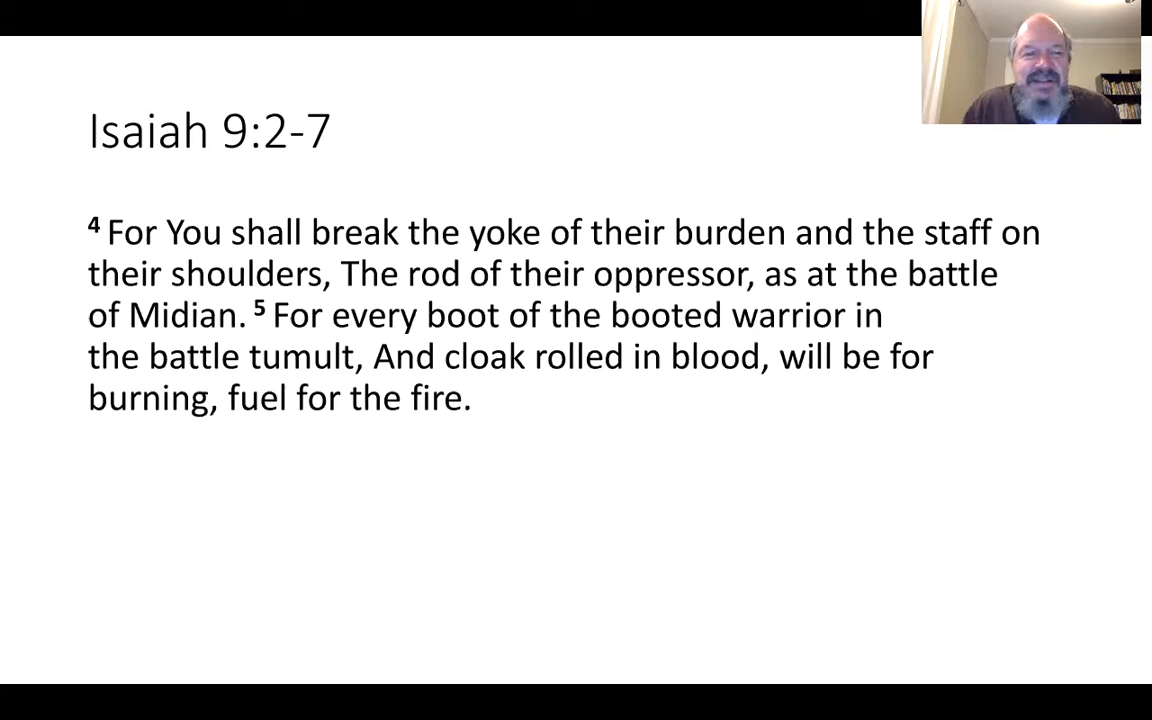 Isaiah 9:2-7
⁴ For You shall break the yoke of their burden and the staff on
their shoulders, The rod of their oppressor, as at the battle
of Midian. ⁵ For every boot of the booted warrior in
the battle tumult, And cloak rolled in blood, will be for
burning, fuel for the fire.